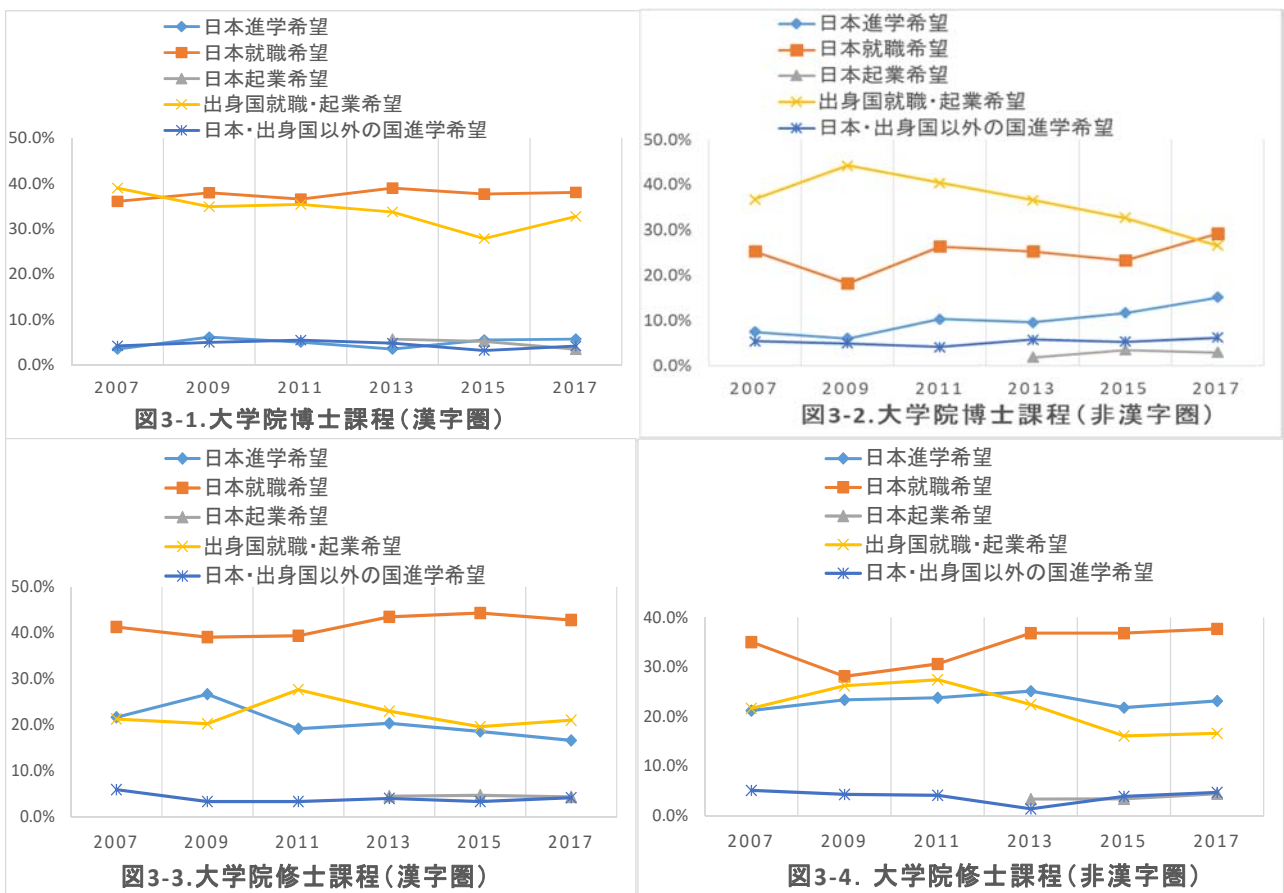 日本進学希望
日本就職希望
日本起業希望
出身国就職・起業希望
日本・出身国以外の国進学希望
50.0%
40.0%
30.0%
20.0%
10.0%
0.0%
2007 2009 2011 2013 2015 2017
図3-1.大学院博士課程(漢字圏)
日本進学希望
日本就職希望
日本起業希望
出身国就職・起業希望
日本・出身国以外の国進学希望
50.0%
40.0%
30.0%
20.0%
10.0%
0.0%
2007 2009 2011 2013 2015 2017
図3-2.大学院博士課程(非漢字圏)
日本進学希望
日本就職希望
日本起業希望
出身国就職・起業希望
日本・出身国以外の国進学希望
50.0%
40.0%
30.0%
20.0%
10.0%
0.0%
2007 2009 2011 2013 2015 2017
図3-3.大学院修士課程(漢字圏)
日本進学希望
日本就職希望
日本起業希望
出身国就職・起業希望
日本・出身国以外の国進学希望
40.0%
30.0%
20.0%
10.0%
0.0%
2007 2009 2011 2013 2015 2017
図3-4. 大学院修士課程(非漢字圏)